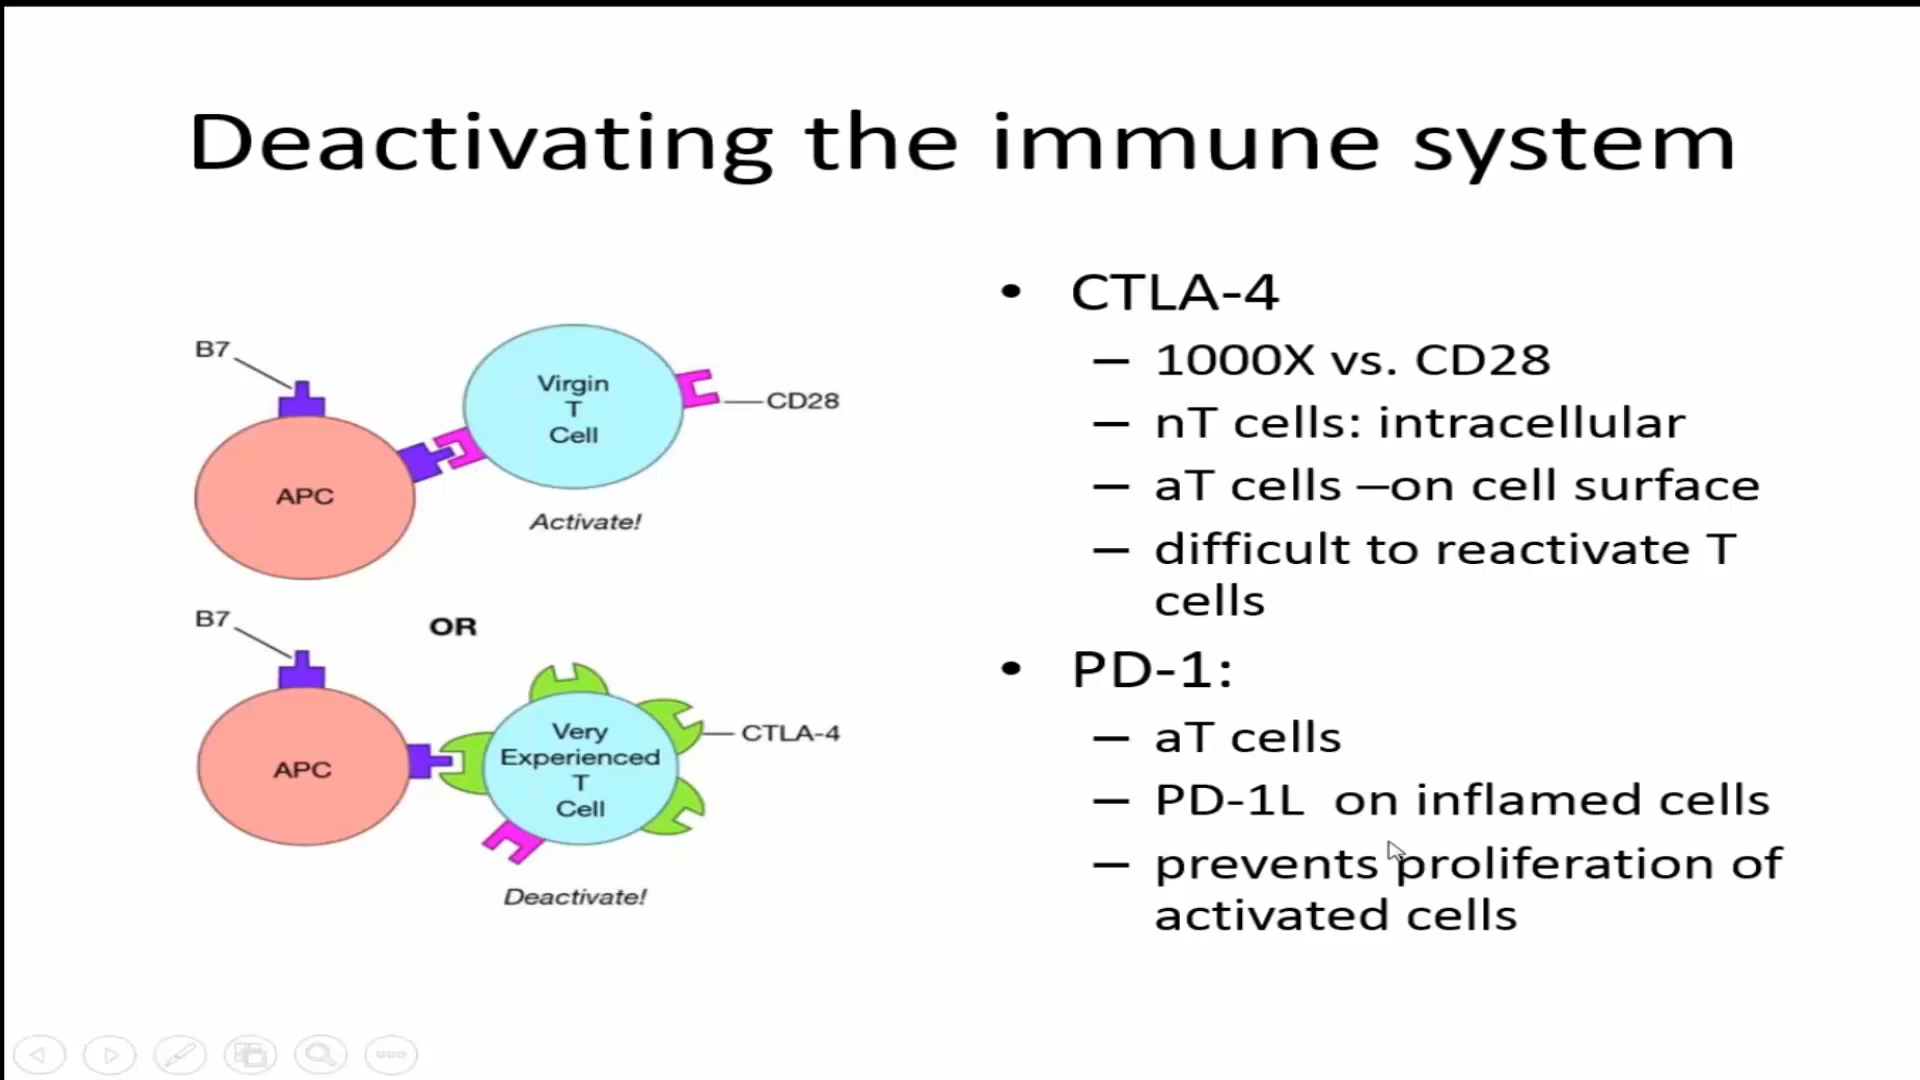 Deactivating the immune system
B7
Virgin
T
Cell
CD28
APC
Activate!
OR
B7
Very
Experienced
T
Cell
CTLA-4
APC
Deactivate!
• CTLA-4
– 1000X vs. CD28
– nT cells: intracellular
– aT cells –on cell surface
– difficult to reactivate T
cells
• PD-1:
– aT cells
– PD-1L on inflamed cells
– prevents proliferation of
activated cells